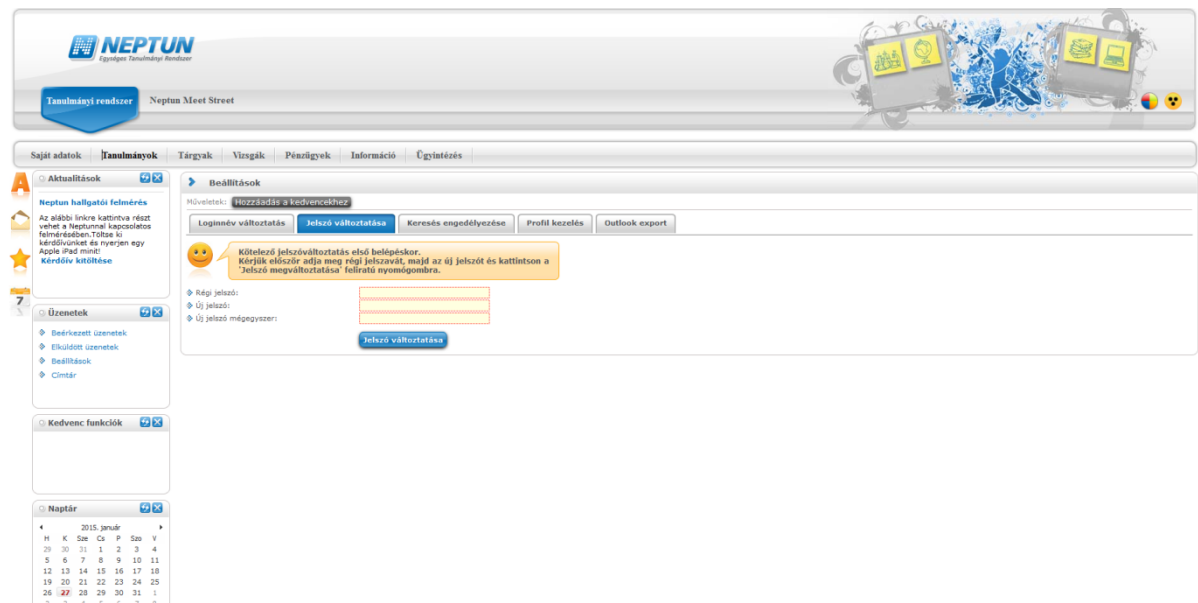 NEPTUN
Egységes Tanulmányi Rendszer
Tanulmányi rendszer Neptun Meet Street
Saját adatok Tanulmányok Tárgyak Vizsgák Pénzügyek Információ Ügyintézés
Aktualitások
Neptun hallgatói felmérés
Az alábbi linkre kattintva részt
vehet a Neptunnal kapcsolatos
felmérésében.Töltse ki
kérdőívünket és nyerjen egy
Apple iPad minit!
Kérdőív kitöltése
7
Üzenetek
Beérkezett üzenetek
Elküldött üzenetek
Beállítások
Címtár
Kedvenc funkciók
Naptár
2015. január
H K Sze Cs P Szo V
29 30 31 1 2 3 4
5 6 7 8 9 10 11
12 13 14 15 16 17 18
19 20 21 22 23 24 25
26 27 28 29 30 31 1
Beállítások
Műveletek: Hozzáadás a kedvencekhez
Loginnév változtatás Jelszó változtatása Keresés engedélyezése Profil kezelés Outlook export
Kötelező jelszóváltoztatás első belépéskor.
Kérjük először adja meg régi jelszavát, majd az új jelszót és kattintson a
'Jelszó megváltoztatása' feliratú nyomógombra.
Régi jelszó:
Új jelszó:
Új jelszó mégegyszer:
Jelszó változtatása